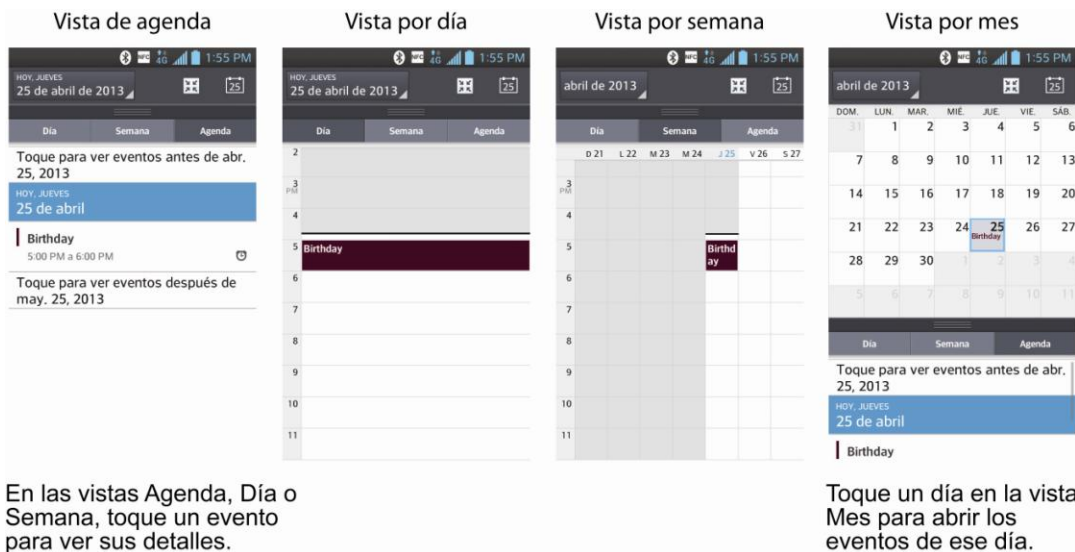 Vista de agenda
NFC 4G 1:55 PM
HOY, JUEVES
25 de abril de 2013
25
Día Semana Agenda
Toque para ver eventos antes de abr.
25, 2013
HOY, JUEVES
25 de abril
Birthday
5:00 PM a 6:00 PM
Toque para ver eventos después de
may. 25, 2013
Vista por día
NFC 4G 1:55 PM
HOY, JUEVES
25 de abril de 2013
25
Día Semana Agenda
2
3
PM
4
5 Birthday
6
7
8
9
10
11
Vista por semana
NFC 4G 1:55 PM
abril de 2013
25
Día Semana Agenda
D 21 L 22 M 23 M 24 J 25 V 26 S 27
3
PM
4
5 Birthd
ay
6
7
8
9
10
11
Vista por mes
NFC 4G 1:55 PM
abril de 2013
25
DOM. LUN. MAR. MIÉ. JUE. VIE. SÁB.
31 1 2 3 4 5 6
7 8 9 10 11 12 13
14 15 16 17 18 19 20
21 22 23 24 25 26 27
Birthday
28 29 30 1 2 3 4
5 6 7 8 9 10 11
Día Semana Agenda
Toque para ver eventos antes de abr.
25, 2013
HOY, JUEVES
25 de abril
Birthday
En las vistas Agenda, Día o
Semana, toque un evento
para ver sus detalles.
Toque un día en la vista
Mes para abrir los
eventos de ese día.